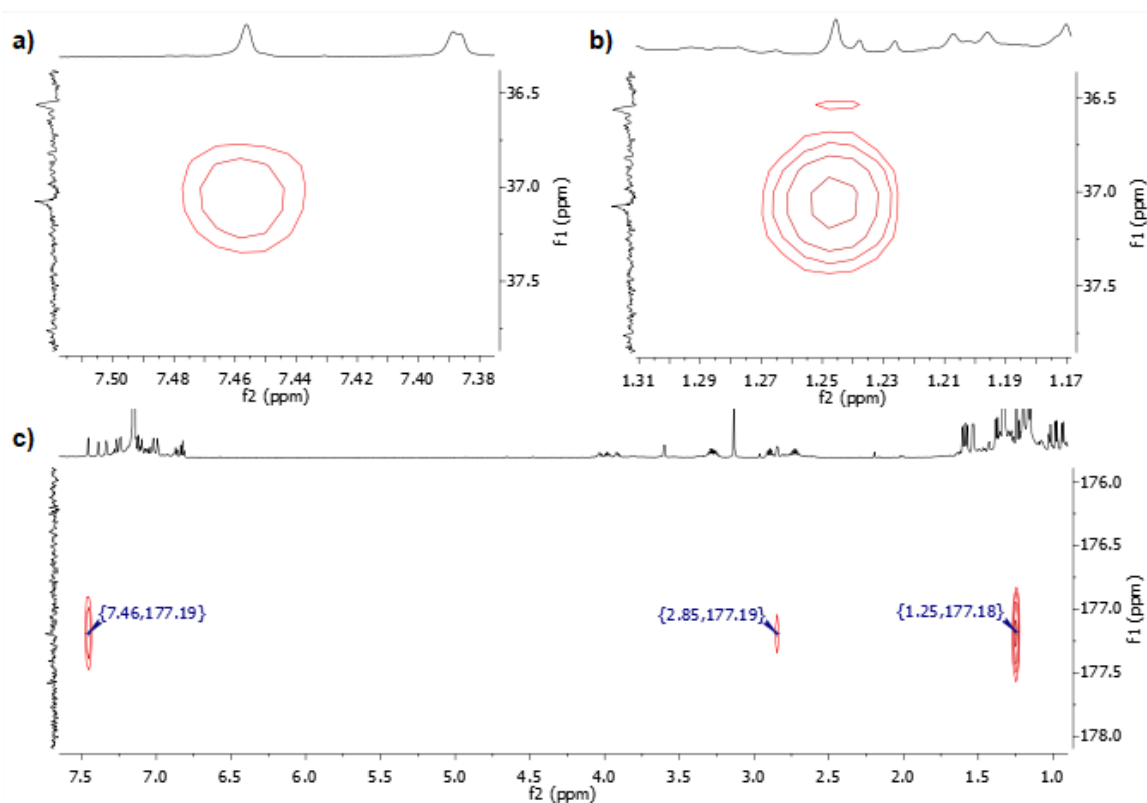 a)
36.5
37.0
37.5
f1 (ppm)
7.50 7.48 7.46 7.44 7.42 7.40 7.38
f2 (ppm)
b)
36.5
37.0
37.5
f1 (ppm)
1.31 1.29 1.27 1.25 1.23 1.21 1.19 1.17
f2 (ppm)
c)
176.0
176.5
177.0
177.5
178.0
f1 (ppm)
{7.46,177.19} {2.85,177.19} {1.25,177.18}
7.5 7.0 6.5 6.0 5.5 5.0 4.5 4.0 3.5 3.0 2.5 2.0 1.5 1.0
f2 (ppm)